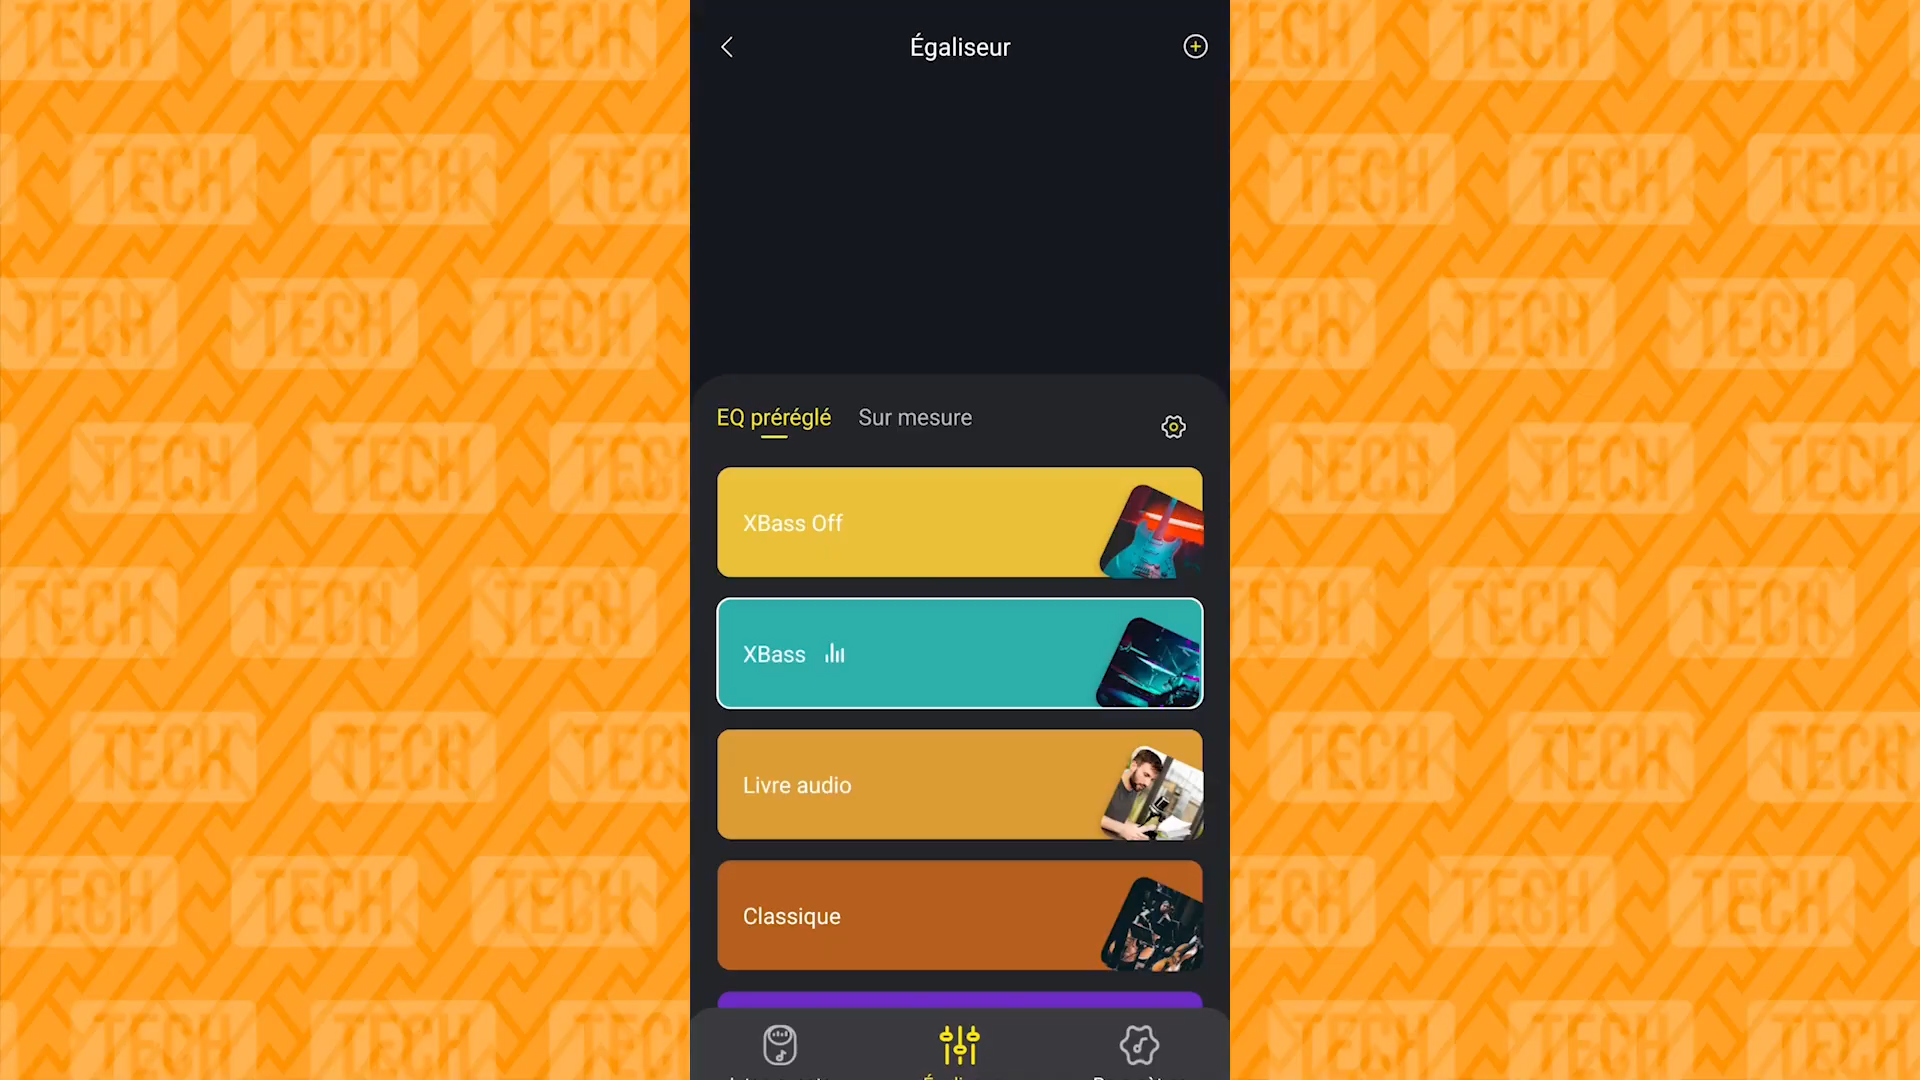 Égaliseur
EQ préréglé
Sur mesure
XBass Off
XBass
Livre audio
Classique
TECH